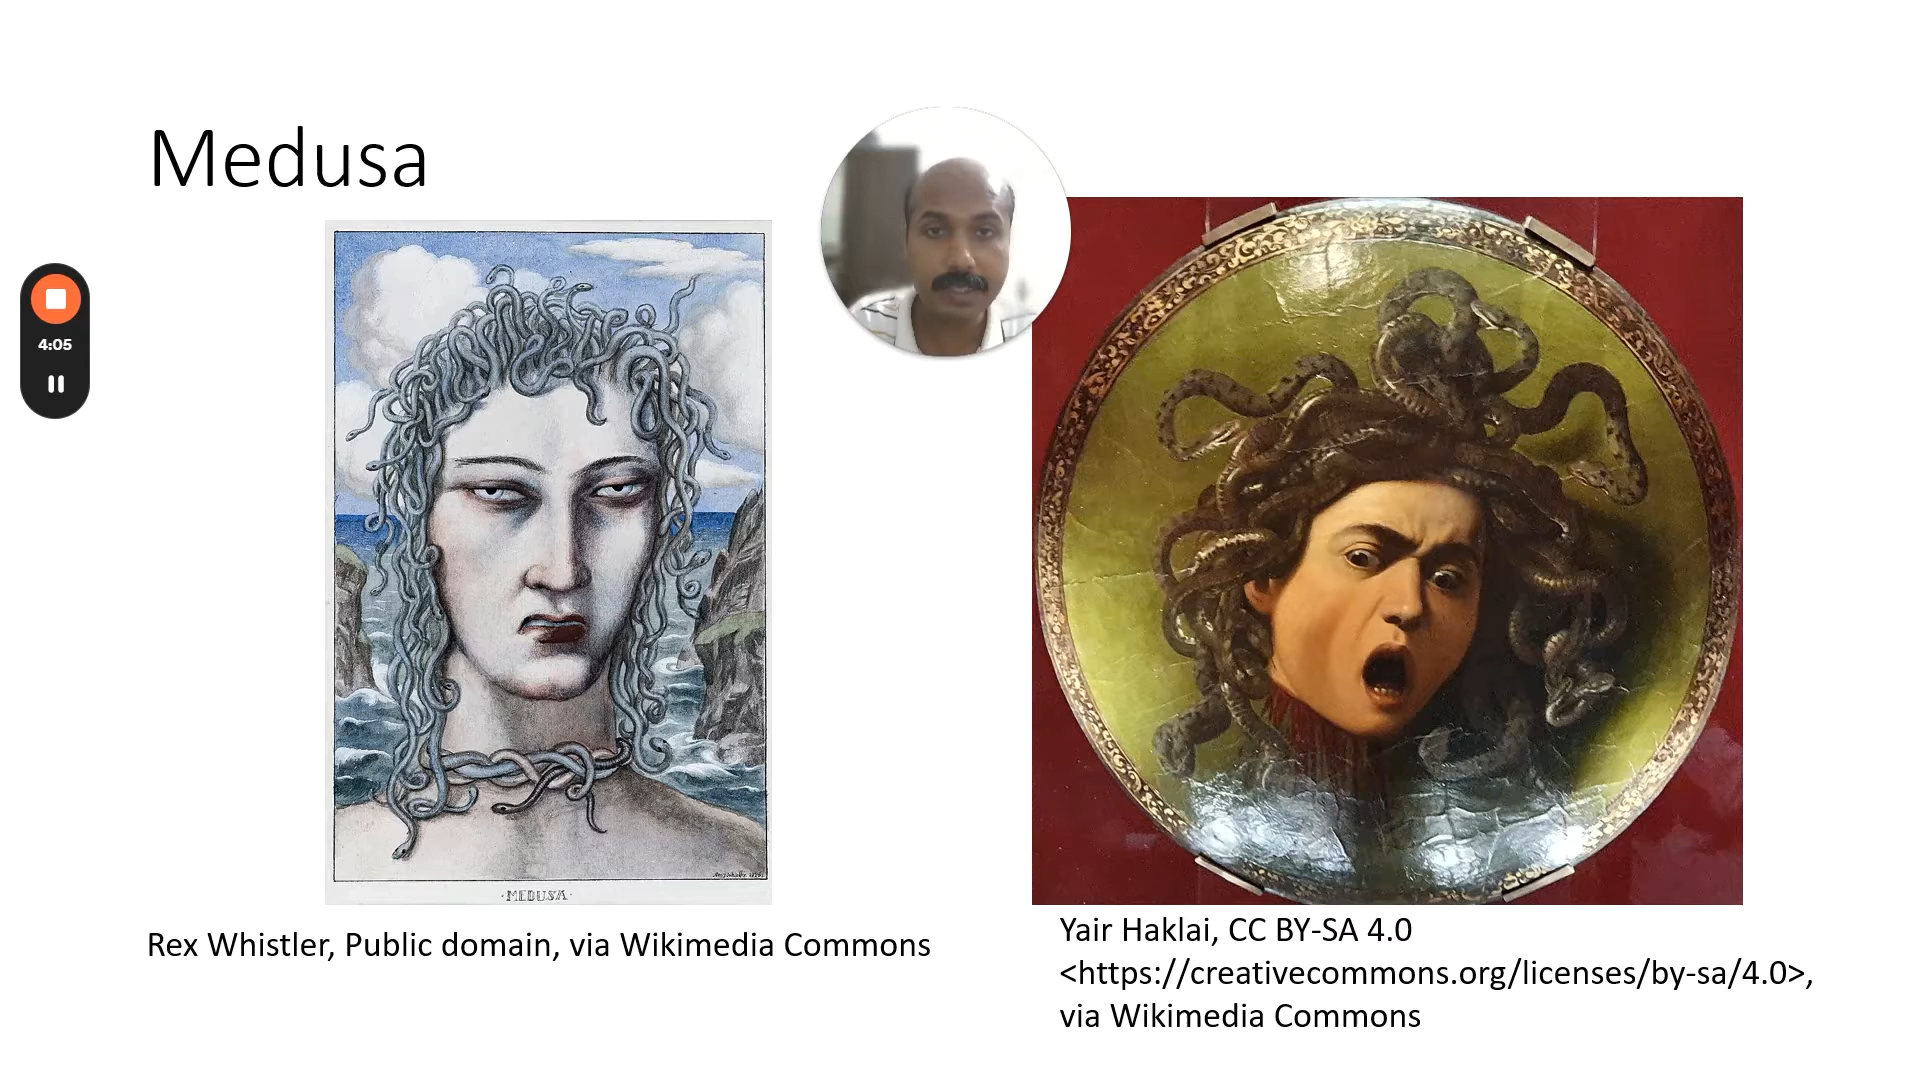 Medusa
4:05
·MEDUSA·
Rex Whistler, Public domain, via Wikimedia Commons
Yair Haklai, CC BY-SA 4.0
<https://creativecommons.org/licenses/by-sa/4.0>,
via Wikimedia Commons